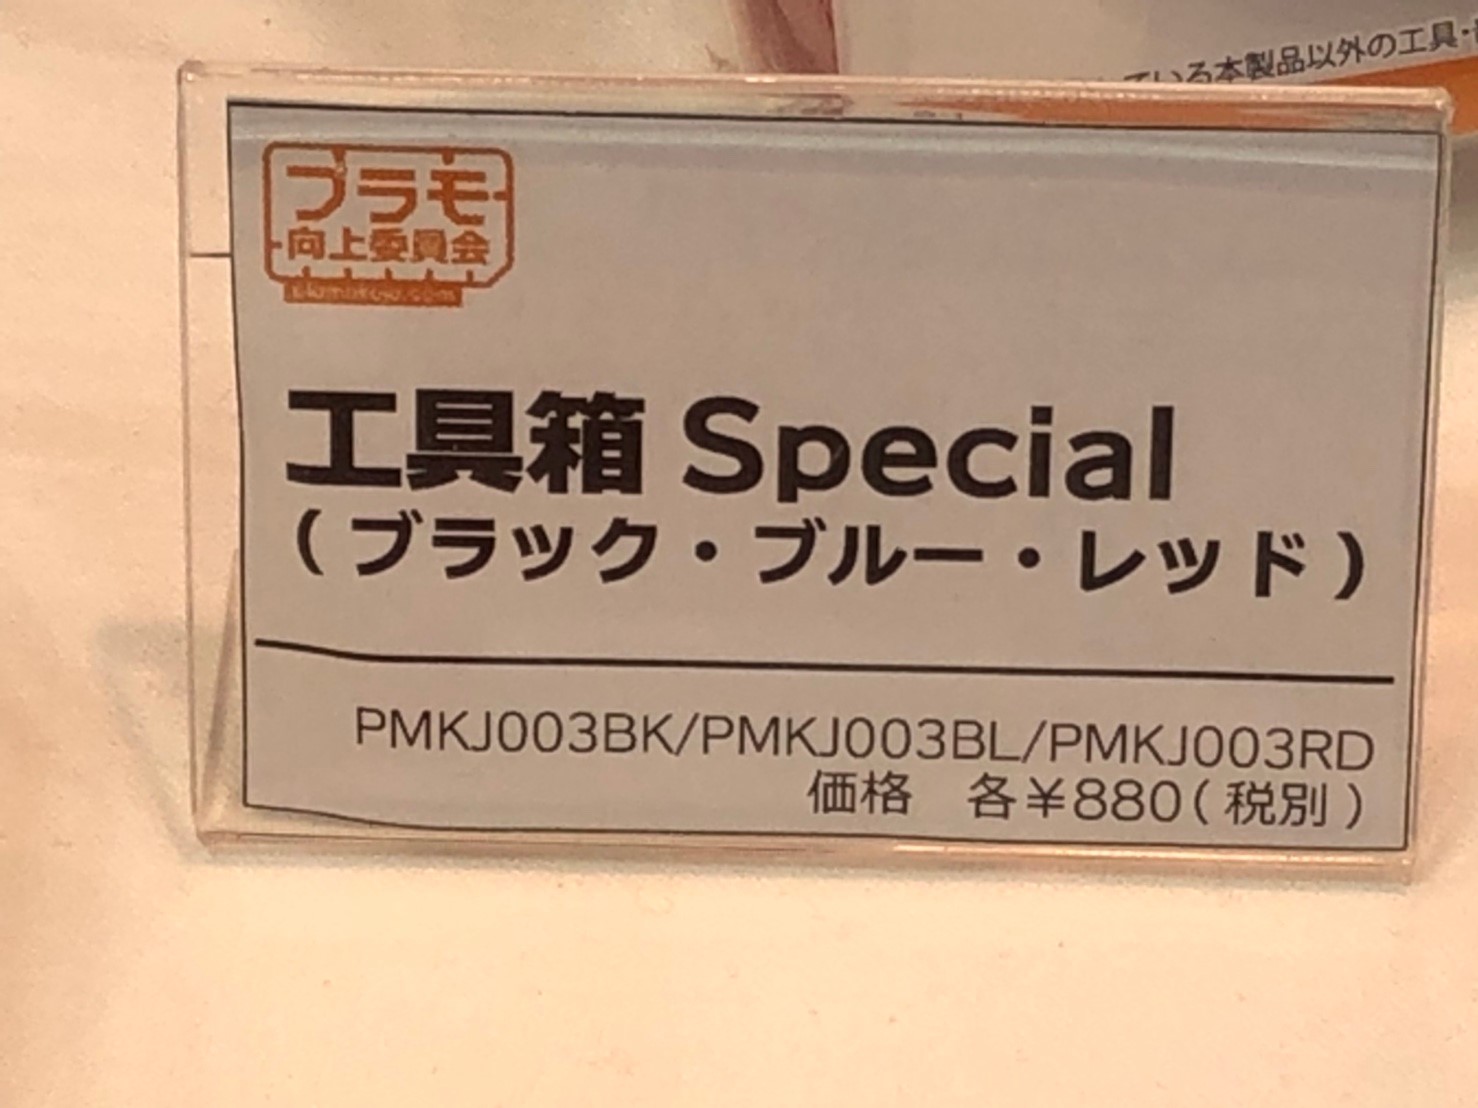 ている本製品以外の工具・
プラモ
向上委員会
工具箱 Special
(ブラック・ブルー・レッド)
PMKJ003BK/PMKJ003BL/PMKJ003RD
価格 各¥880(税別)